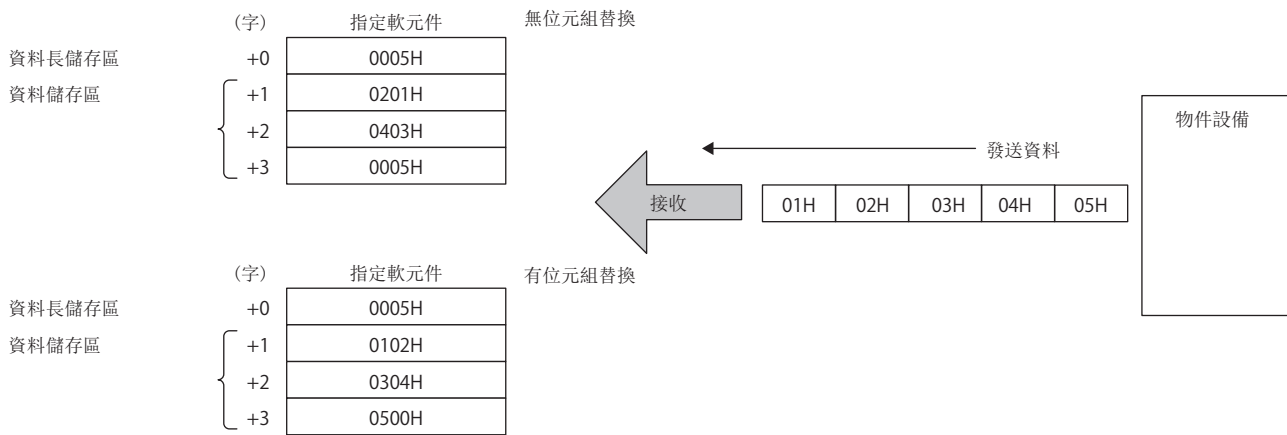 (字) 指定軟元件 無位元組替換
資料長儲存區 +0 0005H
資料儲存區 +1 0201H
+2 0403H
+3 0005H
物件設備
發送資料
接收 01H 02H 03H 04H 05H
(字) 指定軟元件 有位元組替換
資料長儲存區 +0 0005H
資料儲存區 +1 0102H
+2 0304H
+3 0500H